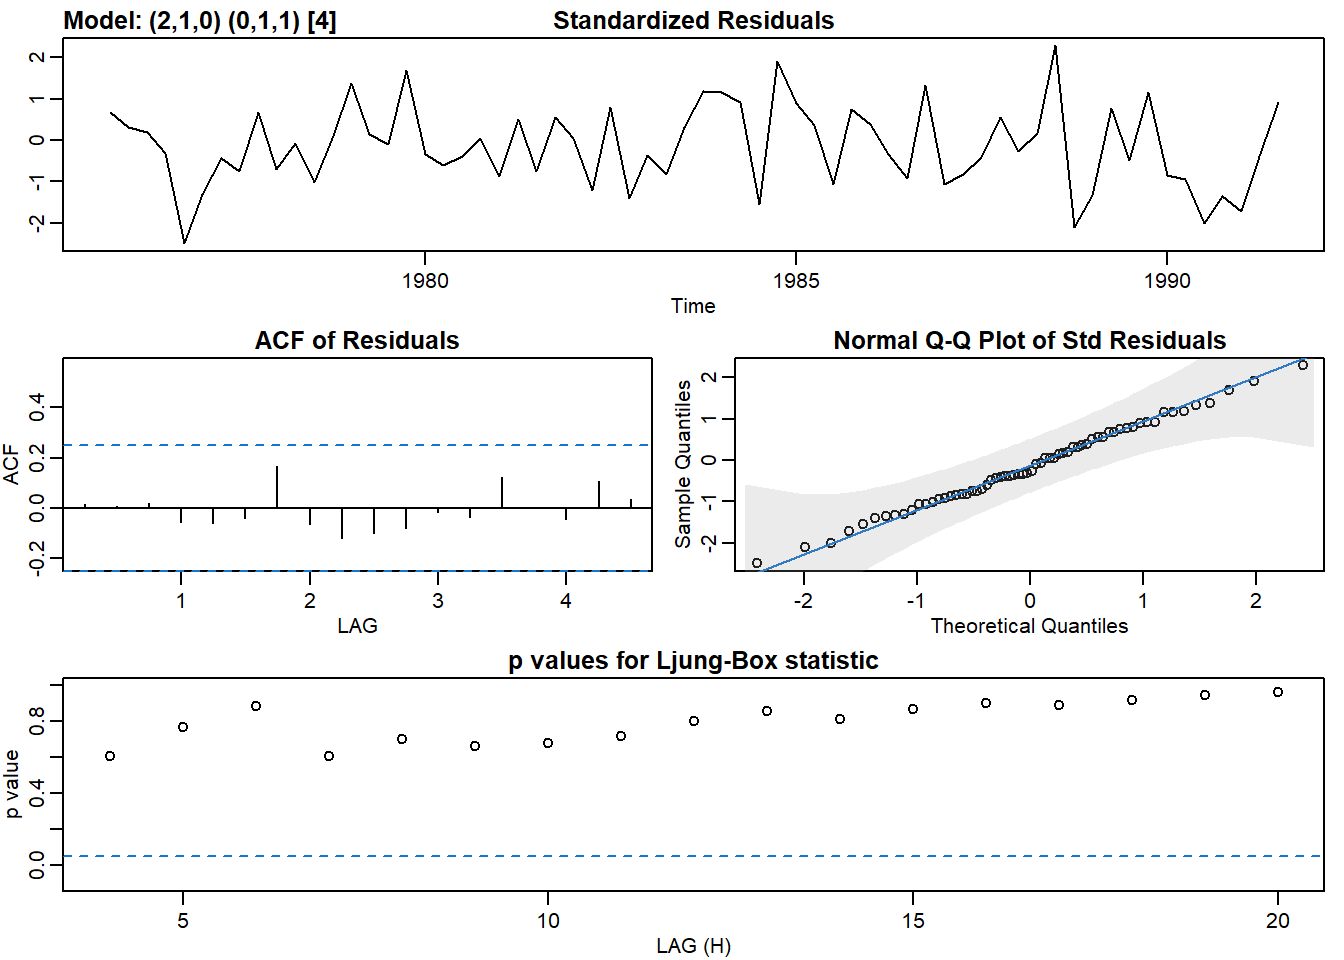 Model: (2,1,0) (0,1,1) [4] Standardized Residuals
2
1
0
-1
-2
1980 1985 1990
Time
ACF of Residuals
ACF
0.4
0.2
0.0
-0.2
1 2 3 4
LAG
Normal Q-Q Plot of Std Residuals
Sample Quantiles
2
1
0
-1
-2
-2 -1 0 1 2
Theoretical Quantiles
p values for Ljung-Box statistic
p value
0.8
0.4
0.0
5 10 15 20
LAG (H)